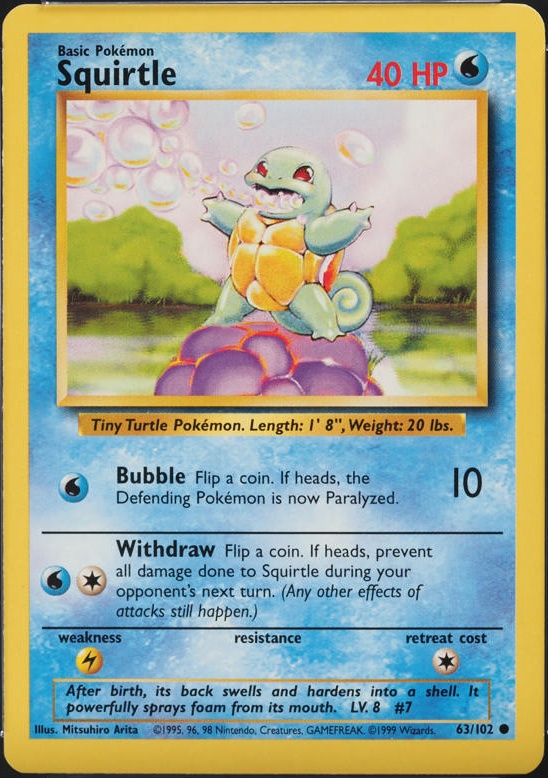 Basic Pokémon
Squirtle
40 HP
Tiny Turtle Pokémon. Length: 1' 8", Weight: 20 lbs.
Bubble Flip a coin. If heads, the
Defending Pokémon is now Paralyzed.
10
Withdraw Flip a coin. If heads, prevent
all damage done to Squirtle during your
opponent's next turn. (Any other effects of
attacks still happen.)
weakness resistance retreat cost
After birth, its back swells and hardens into a shell. It
powerfully sprays foam from its mouth. LV. 8 #7
Illus. Mitsuhiro Arita ©1995, 96, 98 Nintendo, Creatures, GAMEFREAK. ©1999 Wizards. 63/102